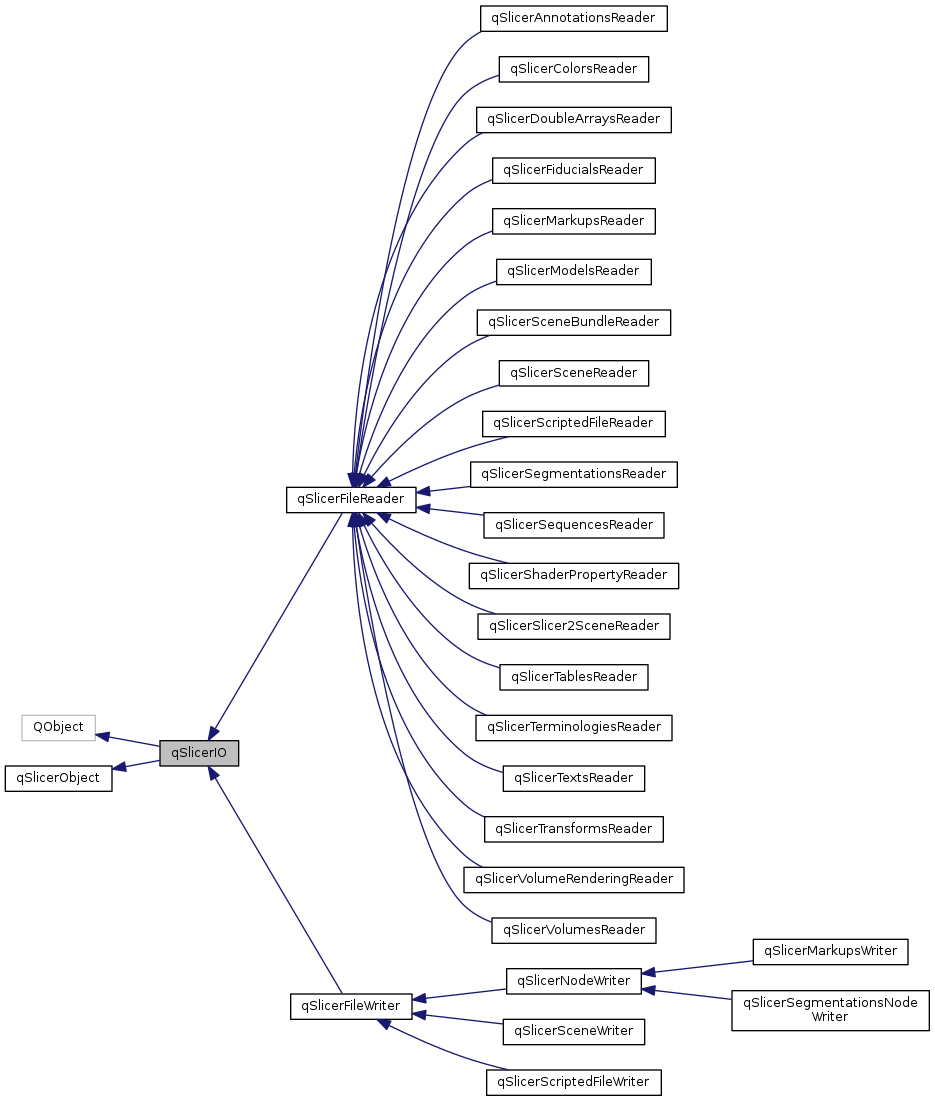 qSlicerAnnotationsReader
qSlicerColorsReader
qSlicerDoubleArraysReader
qSlicerFiducialsReader
qSlicerMarkupsReader
qSlicerModelsReader
qSlicerSceneBundleReader
qSlicerSceneReader
qSlicerScriptedFileReader
qSlicerSegmentationsReader
qSlicerFileReader
qSlicerSequencesReader
qSlicerShaderPropertyReader
qSlicerSlicer2SceneReader
qSlicerTablesReader
QObject
qSlicerTerminologiesReader
qSlicerIO
qSlicerObject
qSlicerTextsReader
qSlicerTransformsReader
qSlicerVolumeRenderingReader
qSlicerVolumesReader
qSlicerMarkupsWriter
qSlicerNodeWriter
qSlicerFileWriter
qSlicerSegmentationsNode
Writer
qSlicerSceneWriter
qSlicerScriptedFileWriter